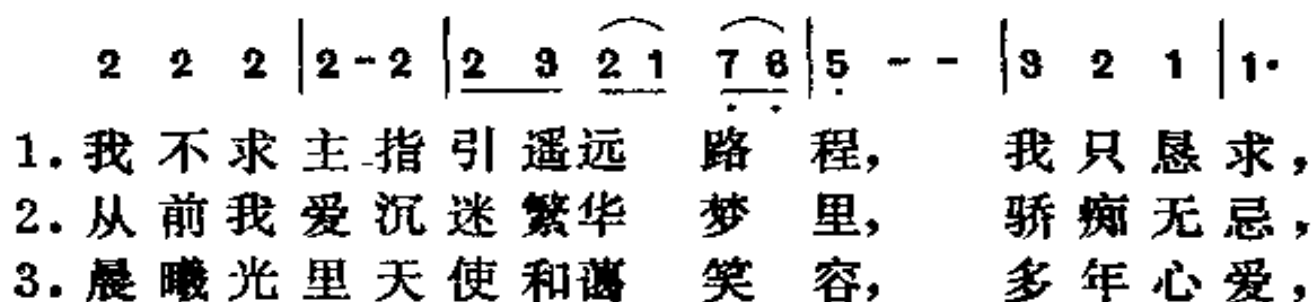 2 2 2 | 2 - 2 | 2 3 2 1 7 6 | 5 - - | 3 2 1 | 1·
1. 我不求主指引遥远路程, 我只恳求,
2. 从前我爱沉迷繁华梦里, 骄痴无忌,
3. 晨曦光里天使和蔼笑容, 多年心爱,